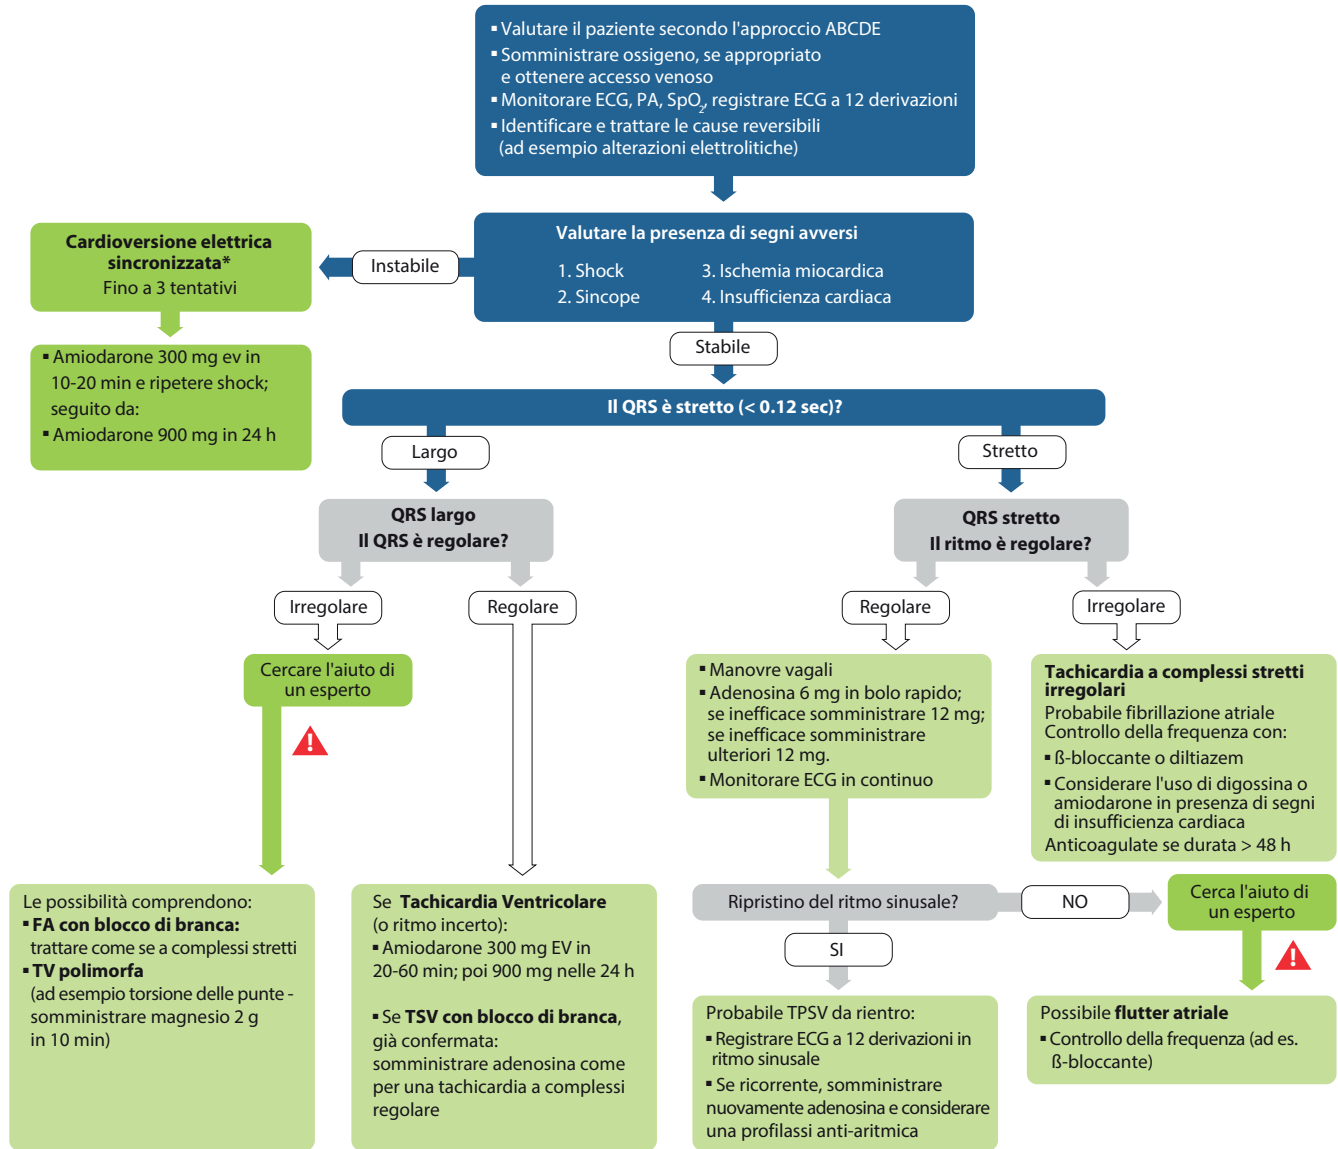 ▪ Valutare il paziente secondo l'approccio ABCDE
▪ Somministrare ossigeno, se appropriato
e ottenere accesso venoso
▪ Monitorare ECG, PA, SpO2, registrare ECG a 12 derivazioni
▪ Identificare e trattare le cause reversibili
(ad esempio alterazioni elettrolitiche)
Valutare la presenza di segni avversi
1. Shock
2. Sincope
3. Ischemia miocardica
4. Insufficienza cardiaca
Instabile
Cardioversione elettrica
sincronizzata*
Fino a 3 tentativi
▪ Amiodarone 300 mg ev in
10-20 min e ripetere shock;
seguito da:
▪ Amiodarone 900 mg in 24 h
Stabile
Il QRS è stretto (< 0.12 sec)?
Largo
Stretto
QRS largo
Il QRS è regolare?
QRS stretto
Il ritmo è regolare?
Irregolare
Regolare
Regolare
Irregolare
Cercare l'aiuto di
un esperto
!
▪ Manovre vagali
▪ Adenosina 6 mg in bolo rapido;
se inefficace somministrare 12 mg;
se inefficace somministrare
ulteriori 12 mg.
▪ Monitorare ECG in continuo
Tachicardia a complessi stretti
irregolari
Probabile fibrillazione atriale
Controllo della frequenza con:
▪ ß-bloccante o diltiazem
▪ Considerare l'uso di digossina o
amiodarone in presenza di segni
di insufficienza cardiaca
Anticoagulate se durata > 48 h
Le possibilità comprendono:
▪ FA con blocco di branca:
trattare come se a complessi stretti
▪ TV polimorfa
(ad esempio torsione delle punte -
somministrare magnesio 2 g
in 10 min)
Se Tachicardia Ventricolare
(o ritmo incerto):
▪ Amiodarone 300 mg EV in
20-60 min; poi 900 mg nelle 24 h
▪ Se TSV con blocco di branca,
già confermata:
somministrare adenosina come
per una tachicardia a complessi
regolare
Ripristino del ritmo sinusale?
NO
Cerca l'aiuto di
un esperto
!
SI
Probabile TPSV da rientro:
▪ Registrare ECG a 12 derivazioni in
ritmo sinusale
▪ Se ricorrente, somministrare
nuovamente adenosina e considerare
una profilassi anti-aritmica
Possibile flutter atriale
▪ Controllo della frequenza (ad es.
ß-bloccante)